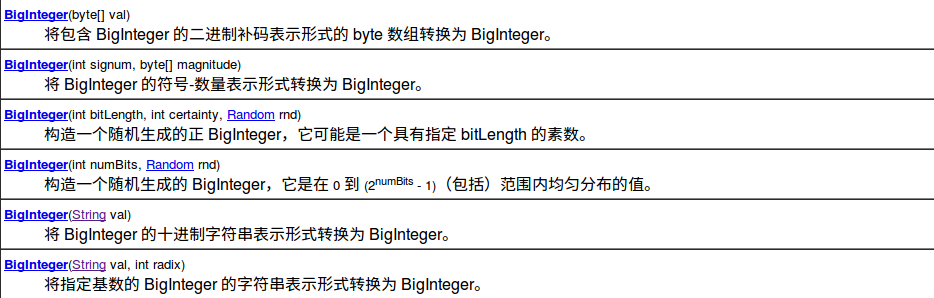 BigInteger(byte[] val)
将包含 BigInteger 的二进制补码表示形式的 byte 数组转换为 BigInteger。
BigInteger(int signum, byte[] magnitude)
将 BigInteger 的符号-数量表示形式转换为 BigInteger。
BigInteger(int bitLength, int certainty, Random rnd)
构造一个随机生成的正 BigInteger，它可能是一个具有指定 bitLength 的素数。
BigInteger(int numBits, Random rnd)
构造一个随机生成的 BigInteger，它是在 0 到 (2^numBits - 1)（包括）范围内均匀分布的值。
BigInteger(String val)
将 BigInteger 的十进制字符串表示形式转换为 BigInteger。
BigInteger(String val, int radix)
将指定基数的 BigInteger 的字符串表示形式转换为 BigInteger。